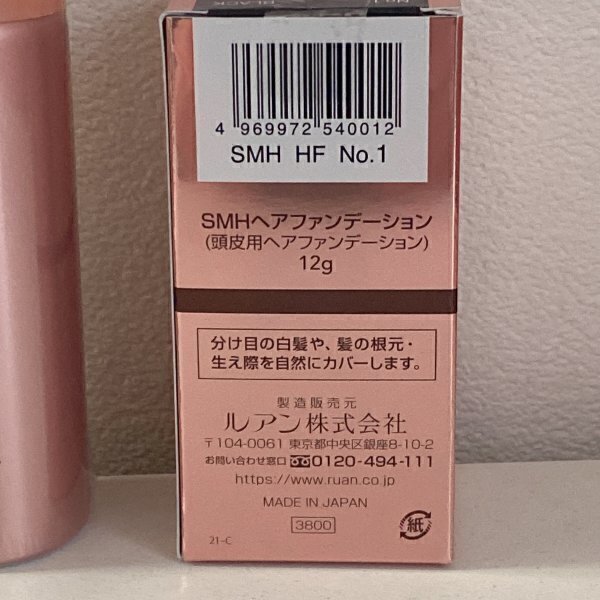 BLACK
4 969972 540012
SMH HF No.1
SMHヘアファンデーション
(頭皮用ヘアファンデーション)
12g
分け目の白髪や、髪の根元・
生え際を自然にカバーします。
製造販売元
ルアン株式会社
〒104-0061 東京都中央区銀座8-10-2
お問い合わせ窓口 0120-494-111
https://www.ruan.co.jp
MADE IN JAPAN
3800
紙
21-C